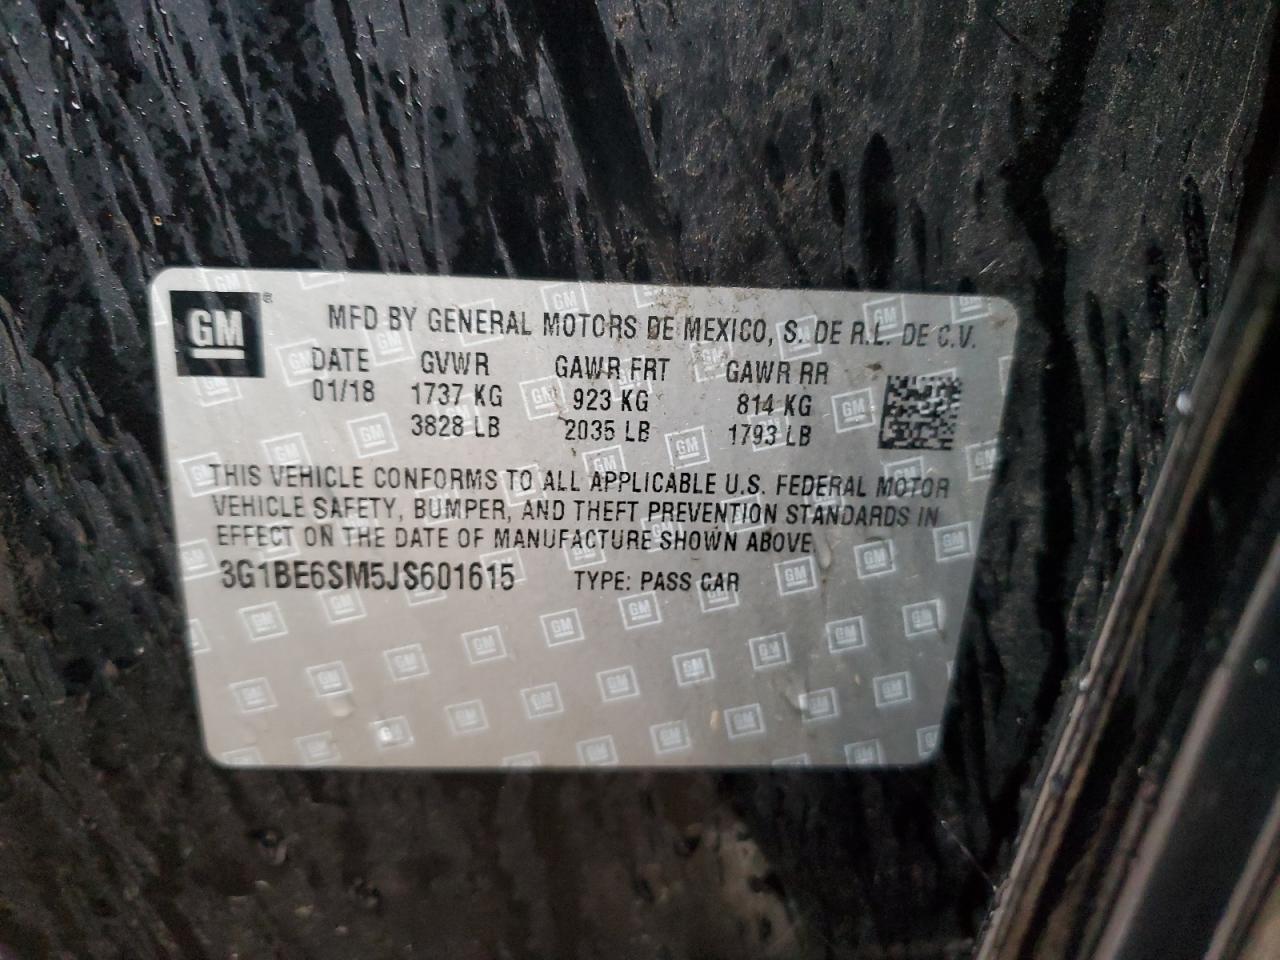 GM®
MFD BY GENERAL MOTORS DE MEXICO, S. DE R.L. DE C.V.
DATE GVWR GAWR FRT GAWR RR
01/18 1737 KG 923 KG 814 KG
3828 LB 2035 LB 1793 LB
THIS VEHICLE CONFORMS TO ALL APPLICABLE U.S. FEDERAL MOTOR
VEHICLE SAFETY, BUMPER, AND THEFT PREVENTION STANDARDS IN
EFFECT ON THE DATE OF MANUFACTURE SHOWN ABOVE.
3G1BE6SM5JS601615 TYPE: PASS CAR